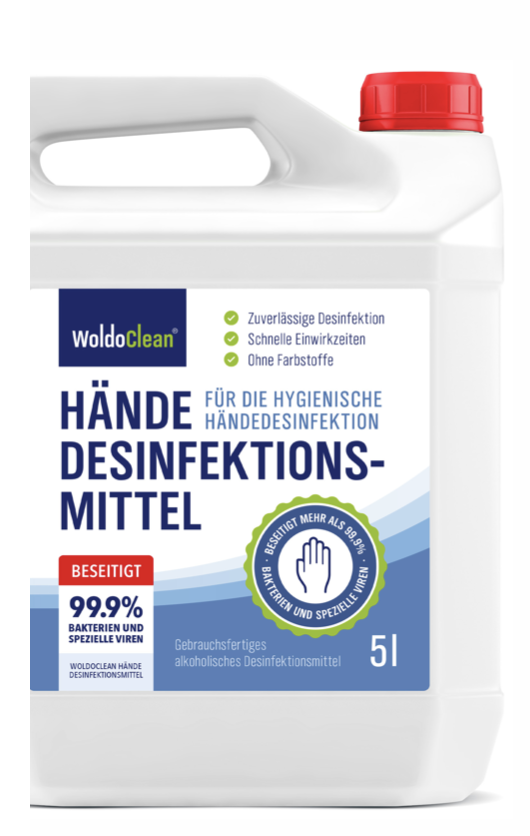 WoldoClean®
Zuverlässige Desinfektion
Schnelle Einwirkzeiten
Ohne Farbstoffe
HÄNDE
FÜR DIE HYGIENISCHE
HÄNDEDESINFEKTION
DESINFEKTIONS-
MITTEL
· BESEITIGT MEHR ALS 99.9% ·
BAKTERIEN UND SPEZIELLE VIREN
BESEITIGT
99.9%
BAKTERIEN UND
SPEZIELLE VIREN
WOLDOCLEAN HÄNDE
DESINFEKTIONSMITTEL
Gebrauchsfertiges
alkoholisches Desinfektionsmittel
5l